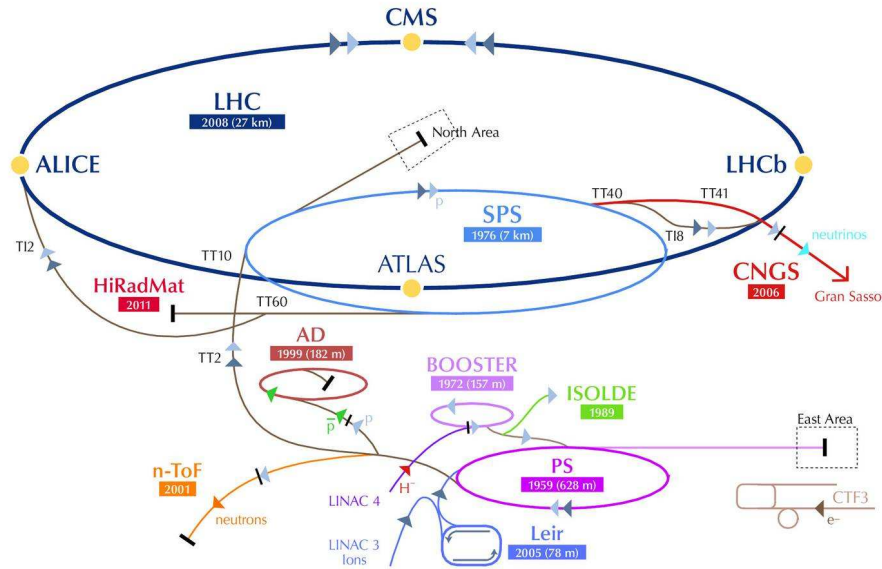 CMS
LHC
2008 (27 km)
North Area
ALICE
LHCb
TT40
TT41
p
SPS
1976 (7 km)
TI8
neutrinos
TI2
TT10
ATLAS
CNGS
2006
Gran Sasso
HiRadMat
2011
TT60
AD
1999 (182 m)
TT2
BOOSTER
1972 (157 m)
ISOLDE
1989
p̅
p
East Area
n-ToF
2001
PS
1959 (628 m)
H⁻
LINAC 4
neutrons
CTF3
e–
LINAC 3
Ions
Leir
2005 (78 m)